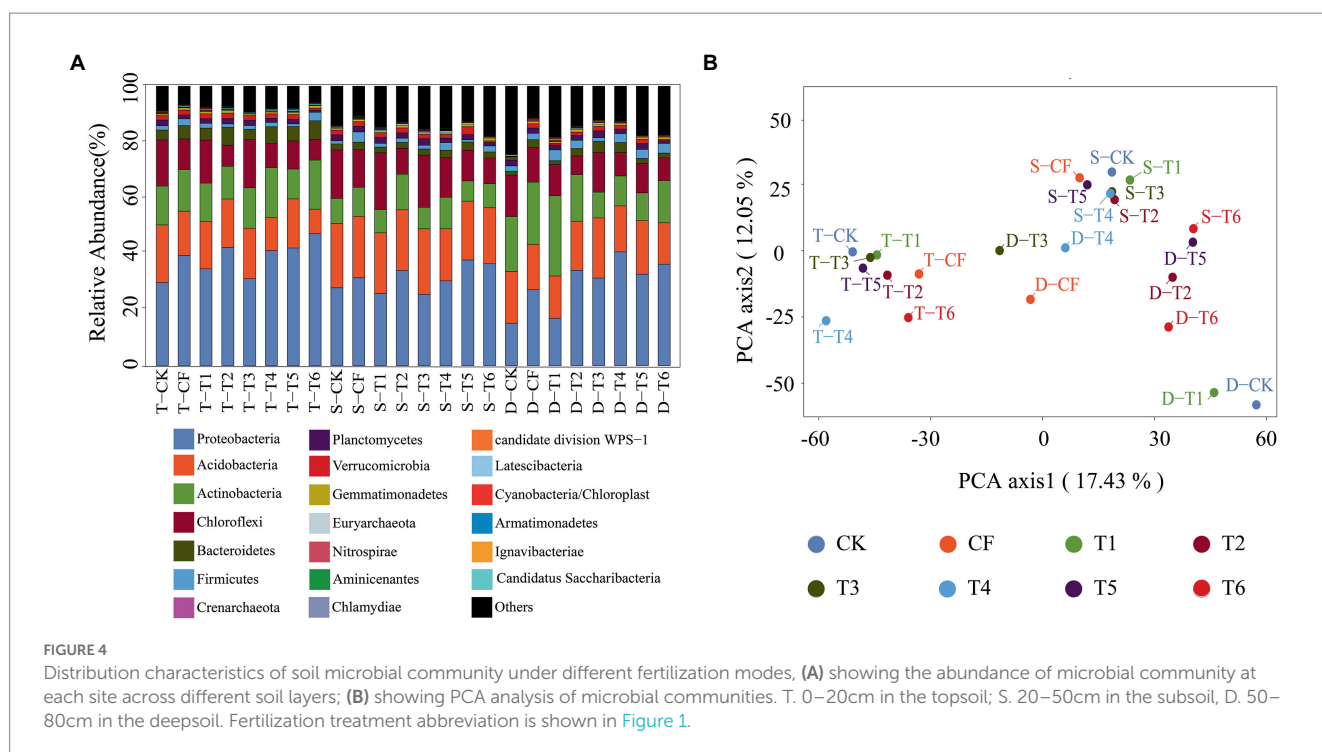 A
B
Relative Abundance(%)
100
80
60
40
20
0
T−CK
T−CF
T−T1
T−T2
T−T3
T−T4
T−T5
T−T6
S−CK
S−CF
S−T1
S−T2
S−T3
S−T4
S−T5
S−T6
D−CK
D−CF
D−T1
D−T2
D−T3
D−T4
D−T5
D−T6
Proteobacteria
Acidobacteria
Actinobacteria
Chloroflexi
Bacteroidetes
Firmicutes
Crenarchaeota
Planctomycetes
Verrucomicrobia
Gemmatimonadetes
Euryarchaeota
Nitrospirae
Aminicenantes
Chlamydiae
candidate division WPS−1
Latescibacteria
Cyanobacteria/Chloroplast
Armatimonadetes
Ignavibacteriae
Candidatus Saccharibacteria
Others
PCA axis2 ( 12.05 % )
50
25
0
-25
-50
S−CK
S−CF
S−T1
S−T5
S−T3
S−T4
S−T2
S−T6
T−CK
T−T1
D−T3
D−T4
D−T5
T−T3
T−CF
T−T5
T−T2
D−T2
D−CF
T−T6
D−T6
T−T4
D−T1
D−CK
-60
-30
0
30
60
PCA axis1 ( 17.43 % )
CK
CF
T1
T2
T3
T4
T5
T6
FIGURE 4
Distribution characteristics of soil microbial community under different fertilization modes, (A) showing the abundance of microbial community at
each site across different soil layers; (B) showing PCA analysis of microbial communities. T. 0–20cm in the topsoil; S. 20–50cm in the subsoil, D. 50–
80cm in the deepsoil. Fertilization treatment abbreviation is shown in Figure 1.